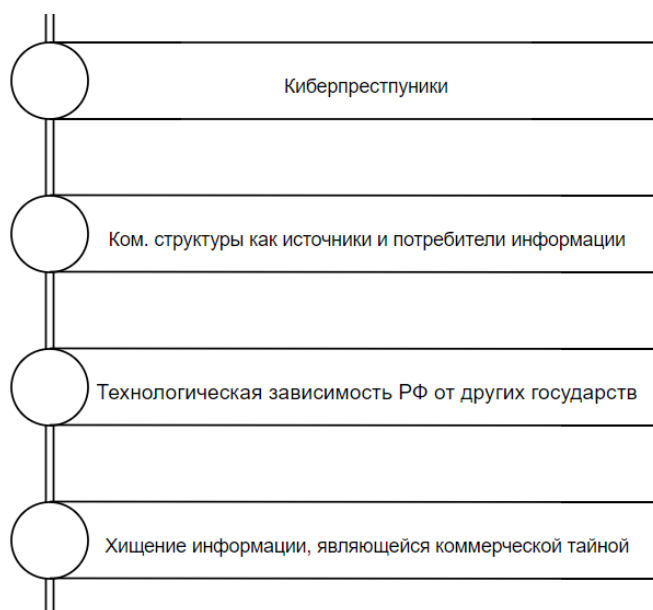 Киберпрестпуники
Ком. структуры как источники и потребители информации
Технологическая зависимость РФ от других государств
Хищение информации, являющейся коммерческой тайной